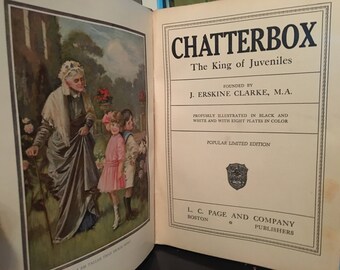 CHATTERBOX
The King of Juveniles
FOUNDED BY
J. ERSKINE CLARKE, M.A.
PROFUSELY ILLUSTRATED IN BLACK AND
WHITE AND WITH EIGHT PLATES IN COLOR
POPULAR LIMITED EDITION
L. C. PAGE AND COMPANY
BOSTON PUBLISHERS